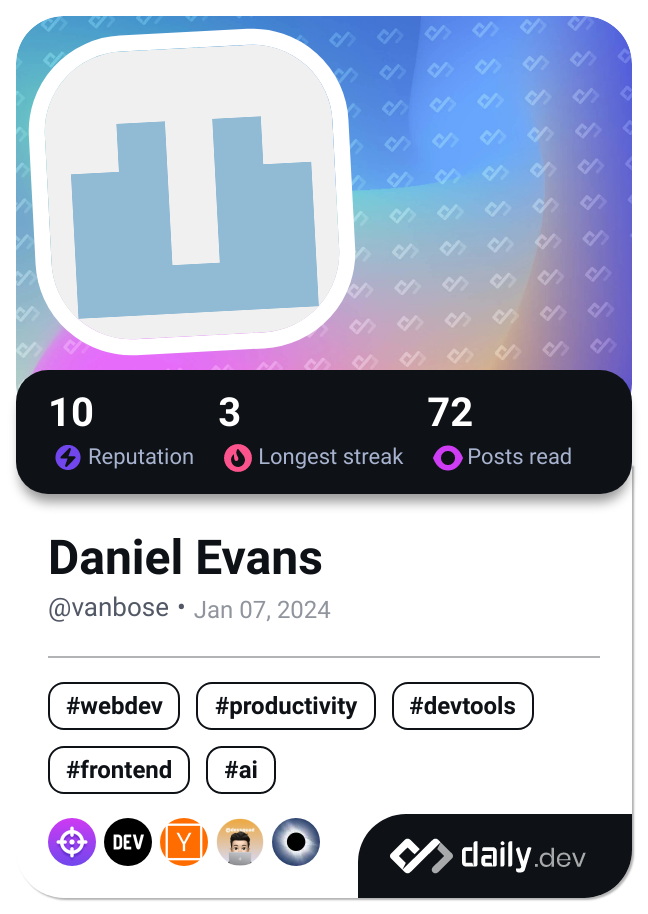 10 3 72
Reputation Longest streak Posts read
Daniel Evans
@vanbose • Jan 07, 2024
#webdev #productivity #devtools
#frontend #ai
DEV Y
daily.dev